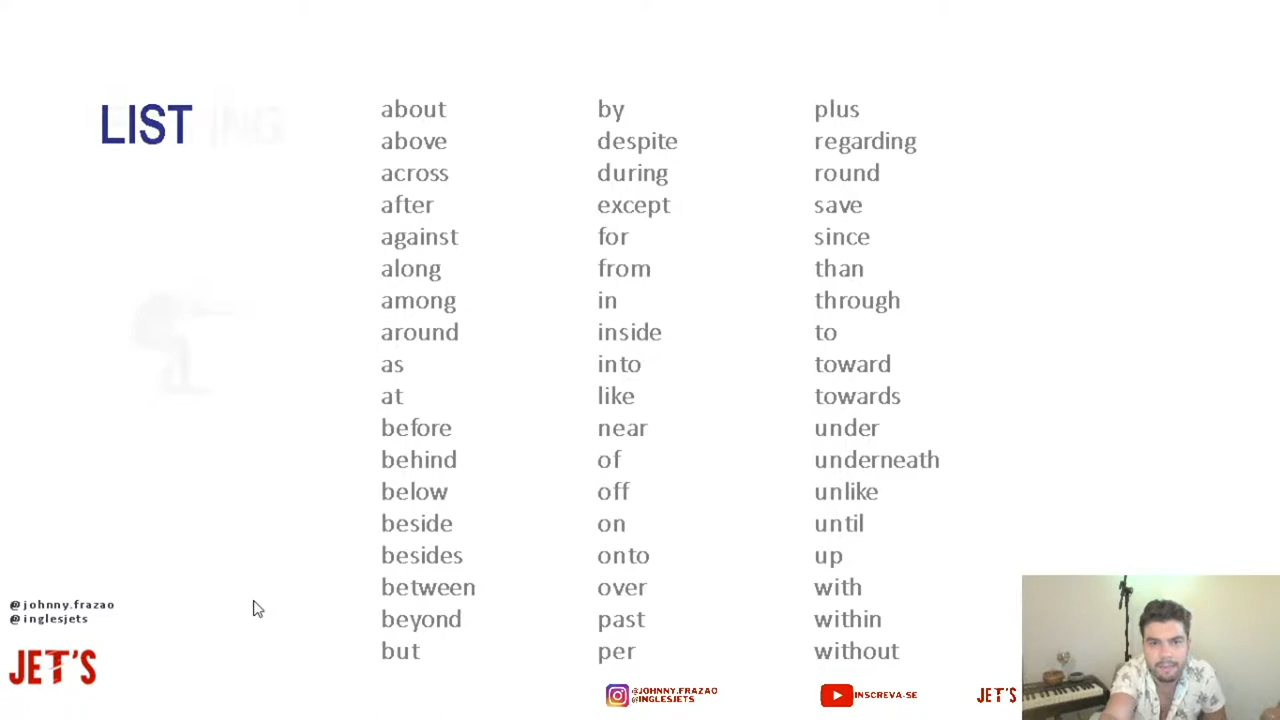 LIST
about
above
across
after
against
along
among
around
as
at
before
behind
below
beside
besides
between
beyond
but
by
despite
during
except
for
from
in
inside
into
like
near
of
off
on
onto
over
past
per
plus
regarding
round
save
since
than
through
to
toward
towards
under
underneath
unlike
until
up
with
within
without
@johnny.frazao
@inglesjets
JET'S
@JOHNNY.FRAZAO
@INGLESJETS
INSCREVA-SE
JET'S